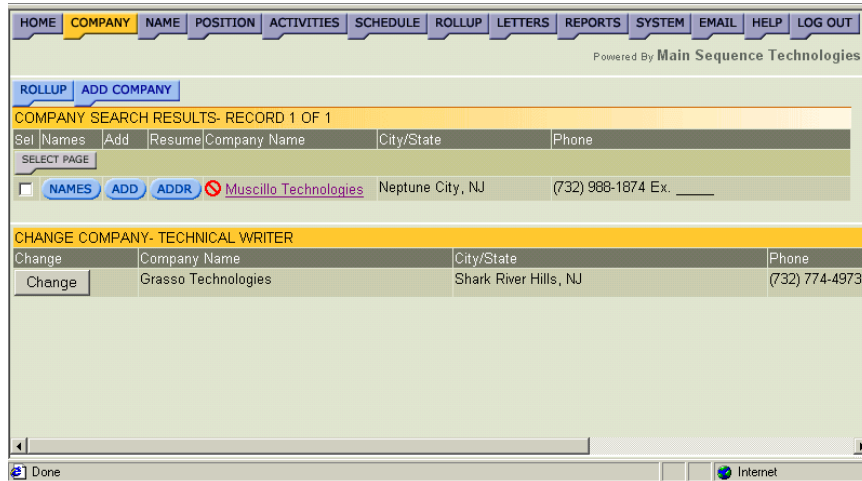 HOME COMPANY NAME POSITION ACTIVITIES SCHEDULE ROLLUP LETTERS REPORTS SYSTEM EMAIL HELP LOG OUT
Powered By Main Sequence Technologies
ROLLUP ADD COMPANY
COMPANY SEARCH RESULTS- RECORD 1 OF 1
Sel Names Add Resume Company Name City/State Phone
SELECT PAGE
NAMES ADD ADDR Muscillo Technologies Neptune City, NJ (732) 988-1874 Ex. _____
CHANGE COMPANY- TECHNICAL WRITER
Change Company Name City/State Phone
Change Grasso Technologies Shark River Hills, NJ (732) 774-4973
Done Internet